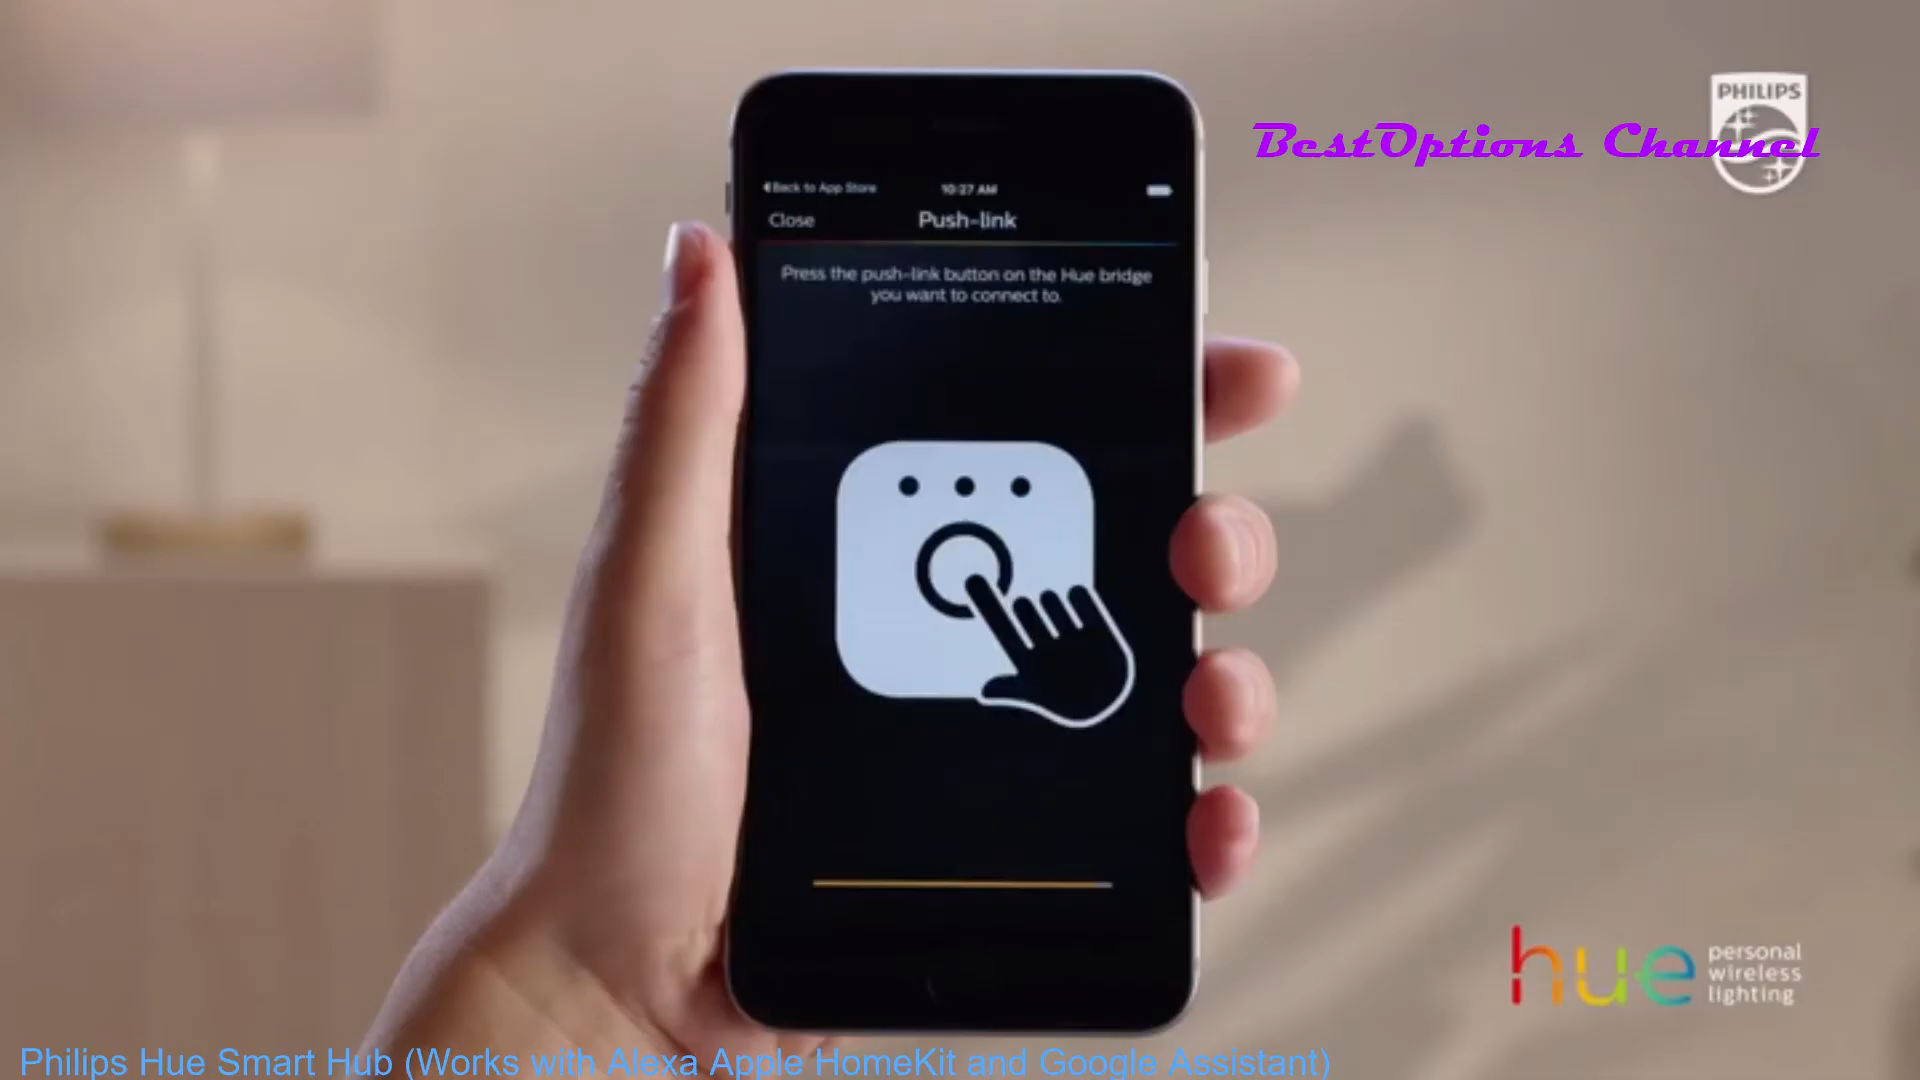 PHILIPS
BestOptions Channel
Back to App Store
10:27 AM
Close
Push-link
Press the push-link button on the Hue bridge
you want to connect to.
hue
personal
wireless
lighting
Philips Hue Smart Hub (Works with Alexa Apple HomeKit and Google Assistant)